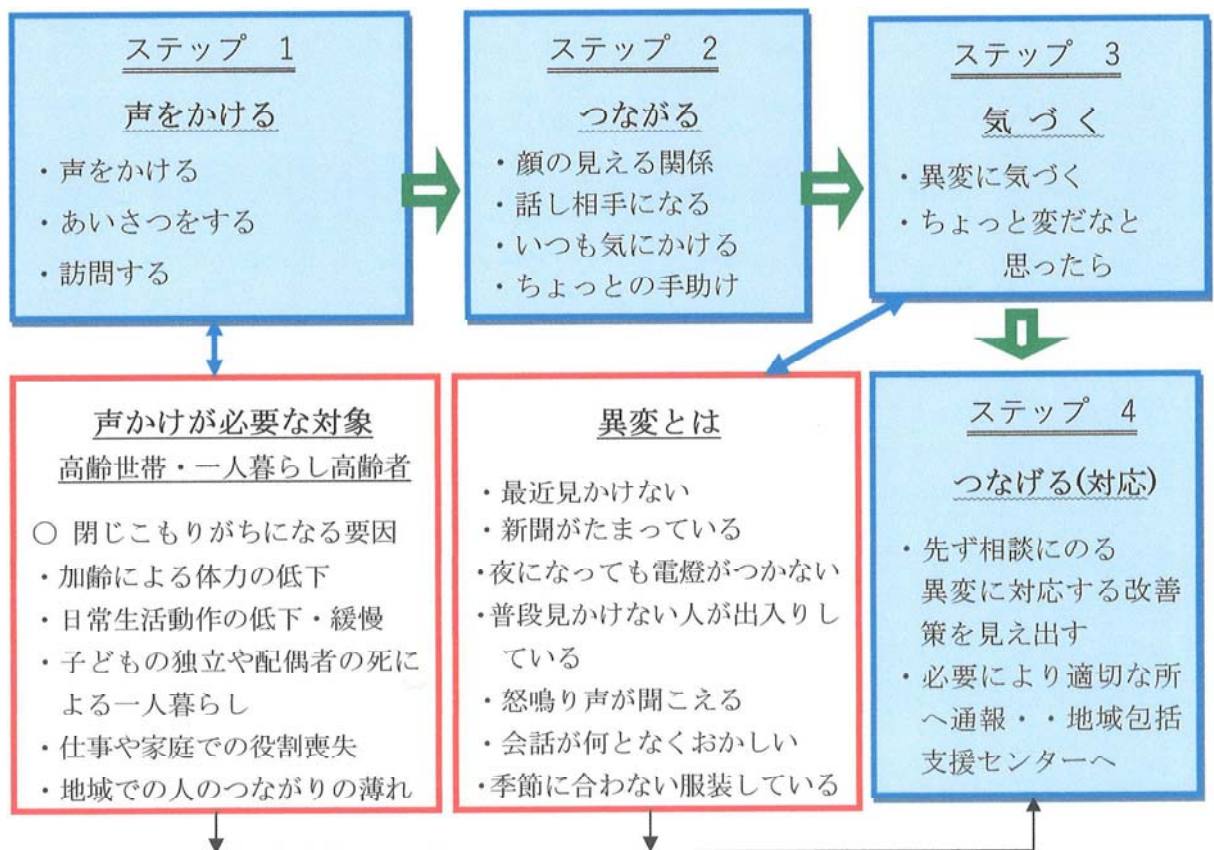 ステップ 1
声をかける
・声をかける
・あいさつをする
・訪問する
ステップ 2
つながる
・顔の見える関係
・話し相手になる
・いつも気にかける
・ちょっとの手助け
ステップ 3
気 づ く
・異変に気づく
・ちょっと変だなと
思ったら
声かけが必要な対象
高齢世帯・一人暮らし高齢者
○ 閉じこもりがちになる要因
・加齢による体力の低下
・日常生活動作の低下・緩慢
・子どもの独立や配偶者の死に
よる一人暮らし
・仕事や家庭での役割喪失
・地域での人のつながりの薄れ
異変とは
・最近見かけない
・新聞がたまっている
・夜になっても電燈がつかない
・普段見かけない人が出入りし
ている
・怒鳴り声が聞こえる
・会話が何となくおかしい
・季節に合わない服装している
ステップ 4
つなげる(対応)
・先ず相談にのる
異変に対応する改善
策を見え出す
・必要により適切な所
へ通報・・地域包括
支援センターへ